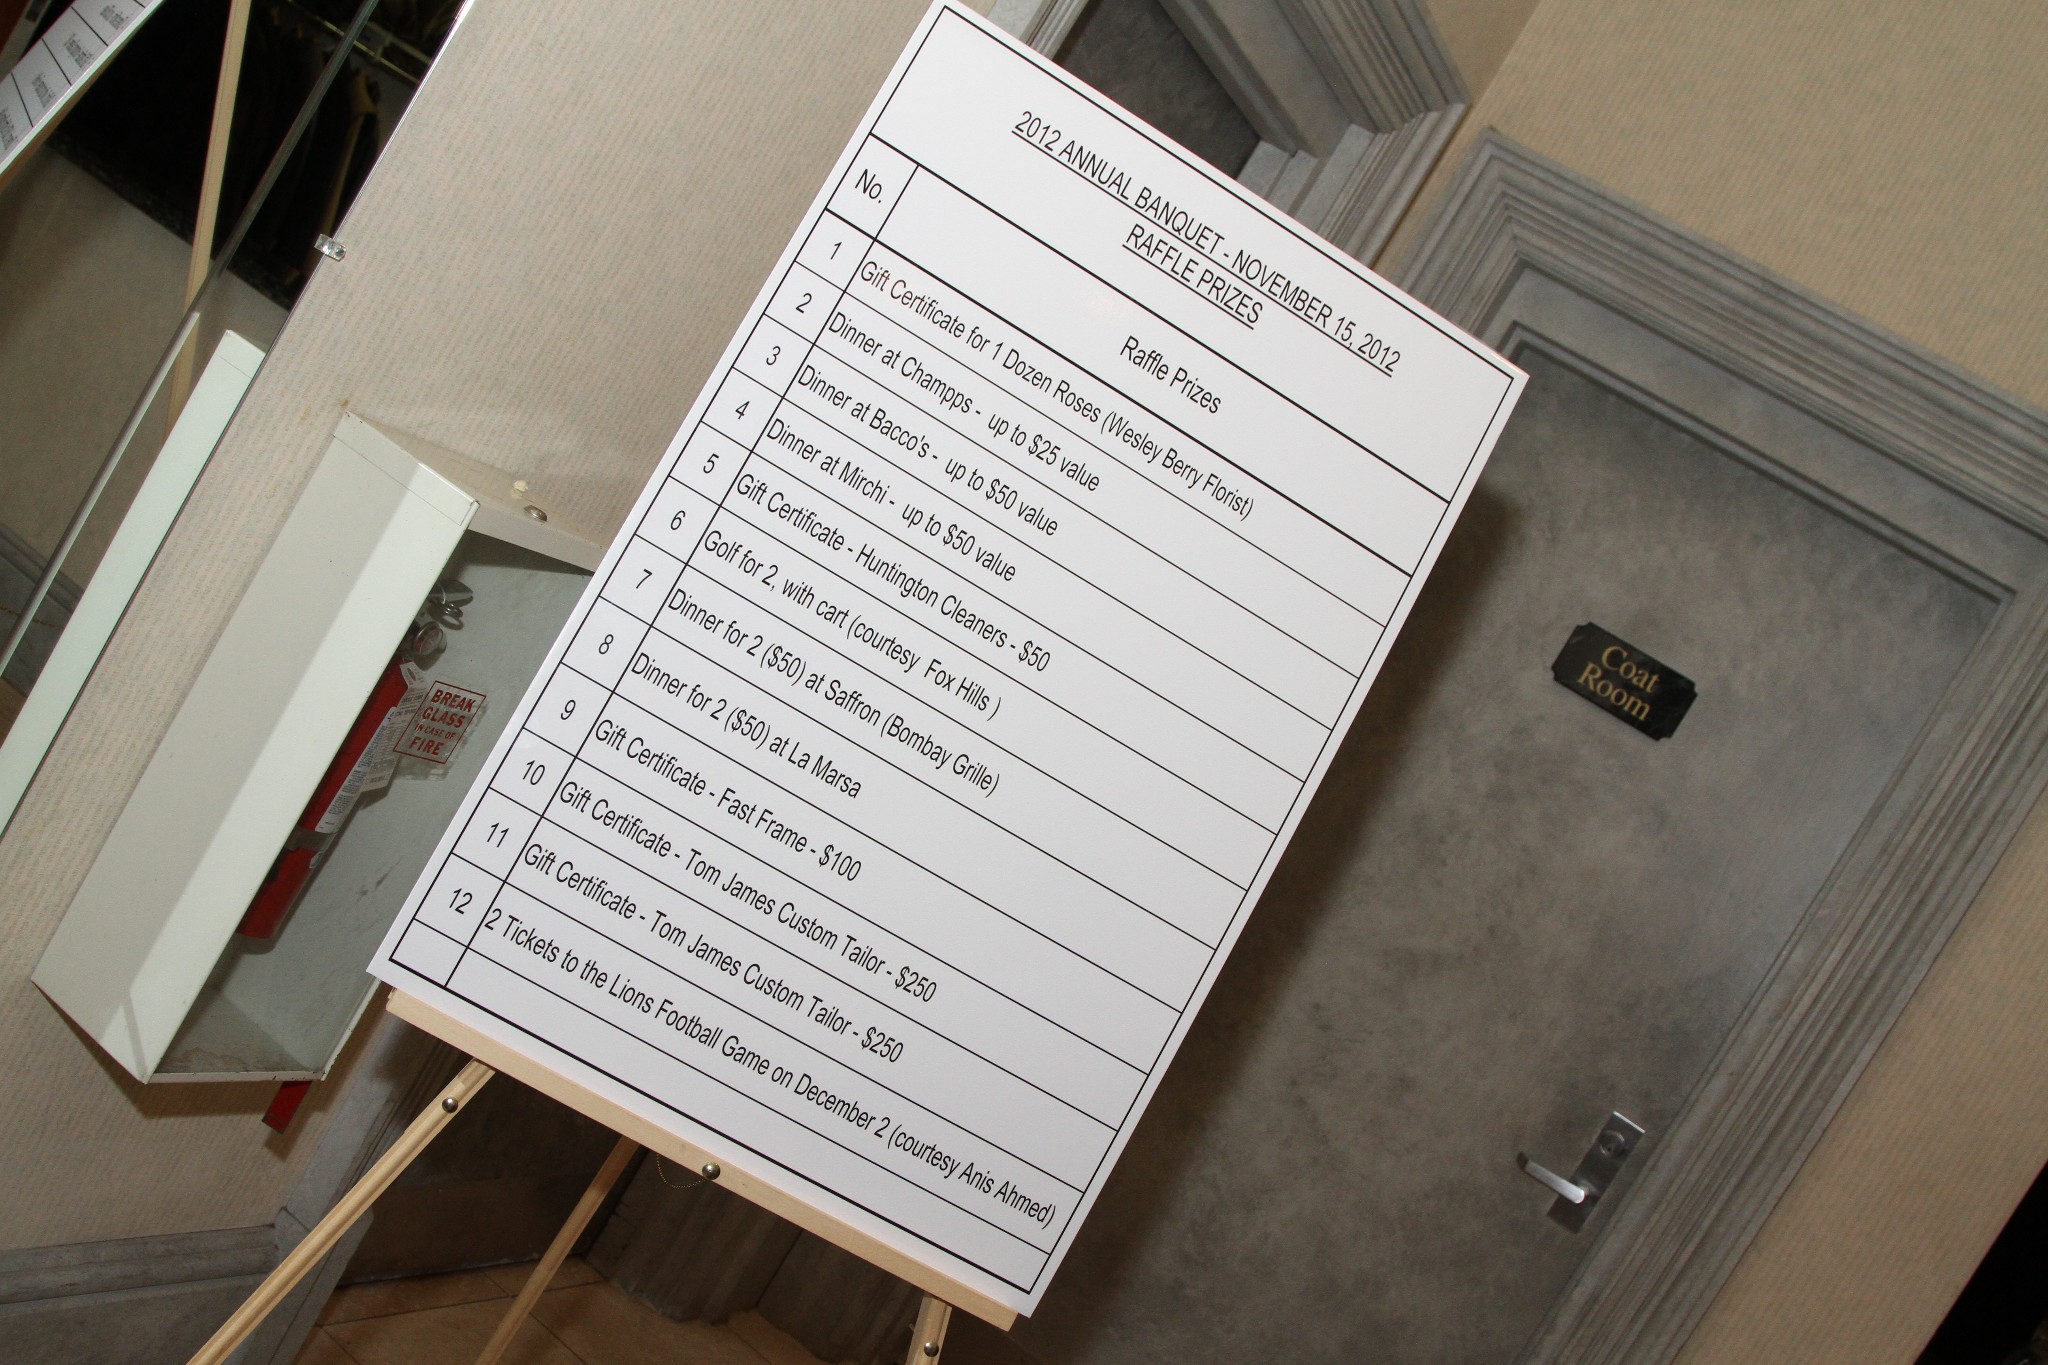 2012 ANNUAL BANQUET - NOVEMBER 15, 2012
RAFFLE PRIZES
No. Raffle Prizes
1 Gift Certificate for 1 Dozen Roses (Wesley Berry Florist)
2 Dinner at Champps - up to $25 value
3 Dinner at Bacco's - up to $50 value
4 Dinner at Mirchi - up to $50 value
5 Gift Certificate - Huntington Cleaners - $50
6 Golf for 2, with cart (courtesy Fox Hills )
7 Dinner for 2 ($50) at Saffron (Bombay Grille)
8 Dinner for 2 ($50) at La Marsa
9 Gift Certificate - Fast Frame - $100
10 Gift Certificate - Tom James Custom Tailor - $250
11 Gift Certificate - Tom James Custom Tailor - $250
12 2 Tickets to the Lions Football Game on December 2 (courtesy Anis Ahmed)
BREAK
GLASS
IN CASE OF
FIRE
Coat
Room